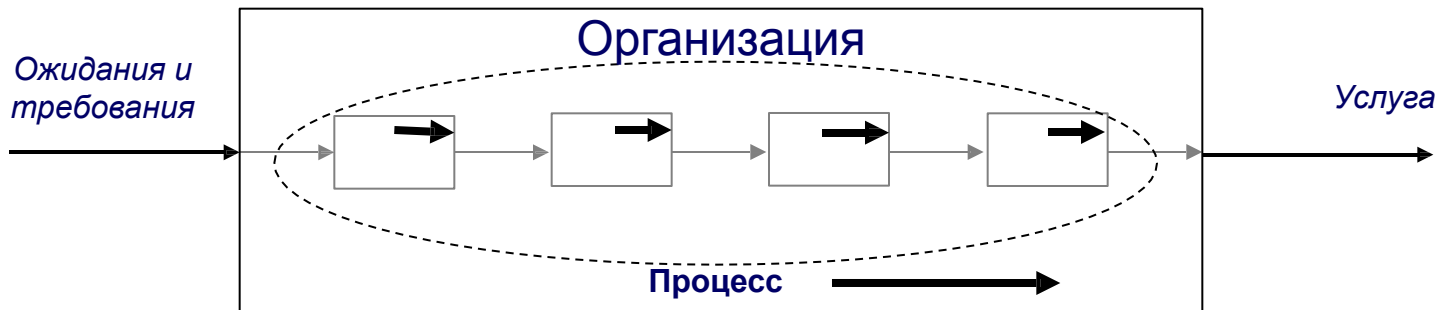 Организация
Ожидания и
требования
Услуга
Процесс